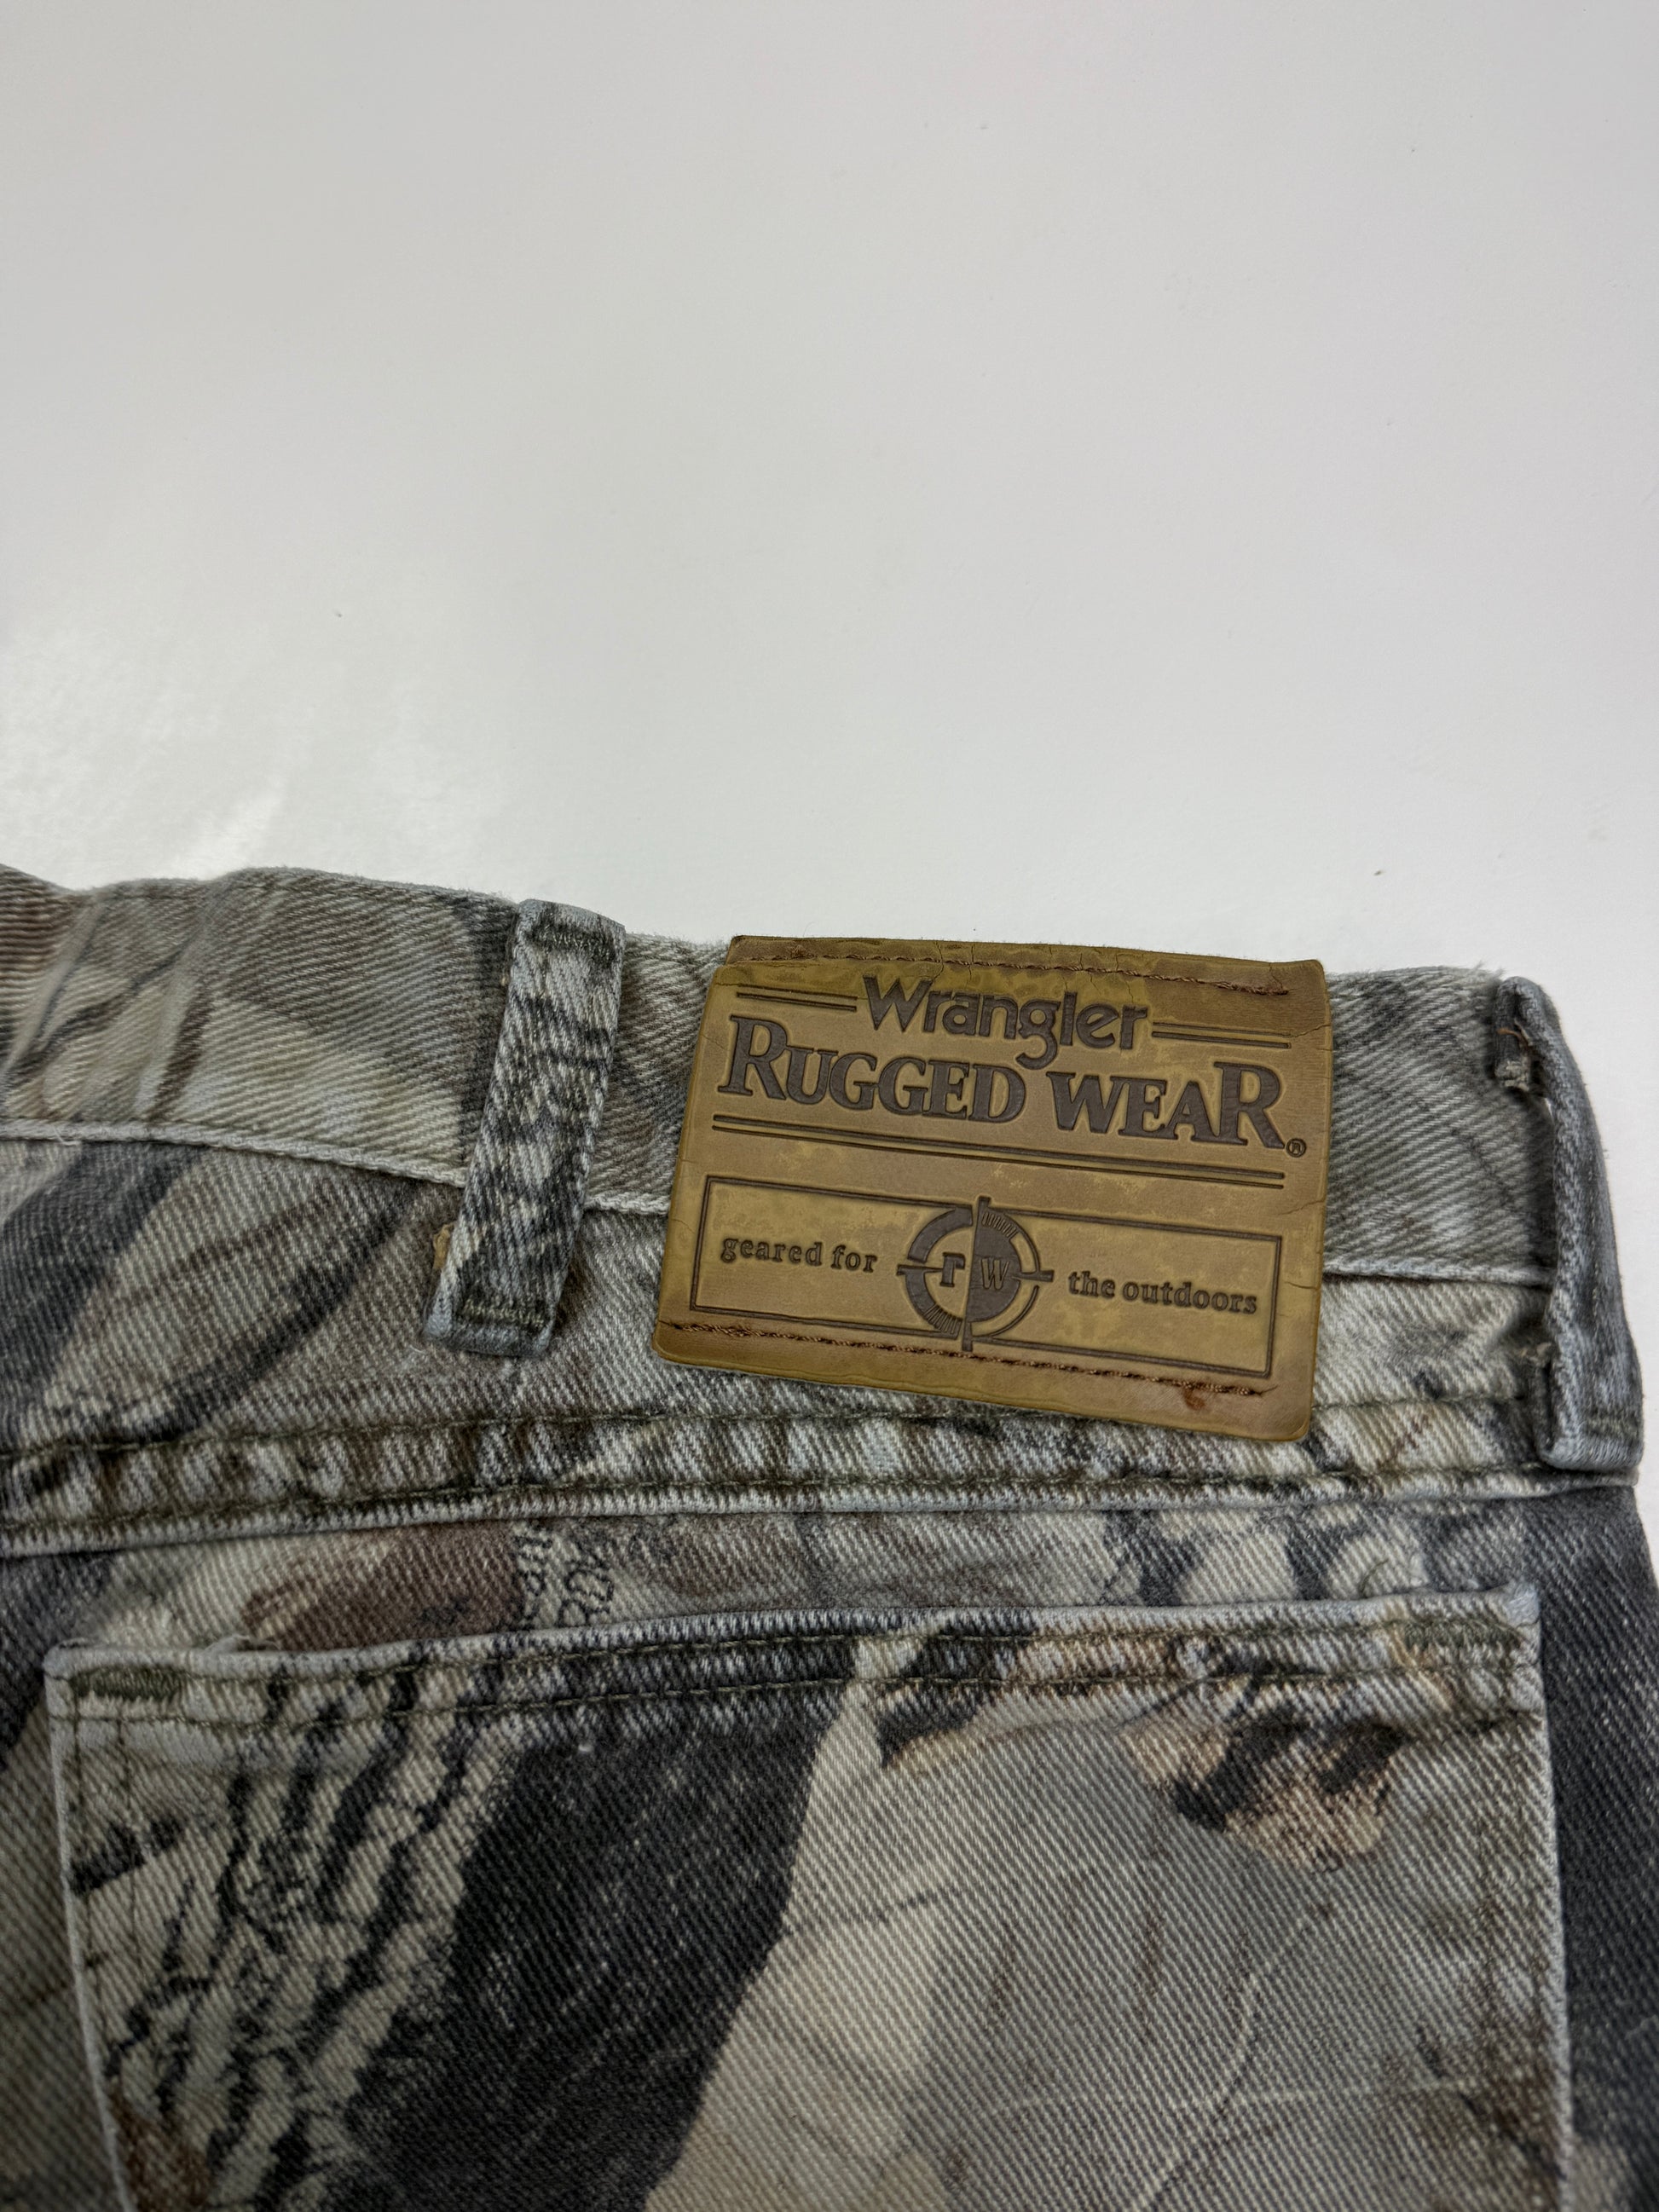 Wrangler
RUGGED WEAR®
geared for r W the outdoors